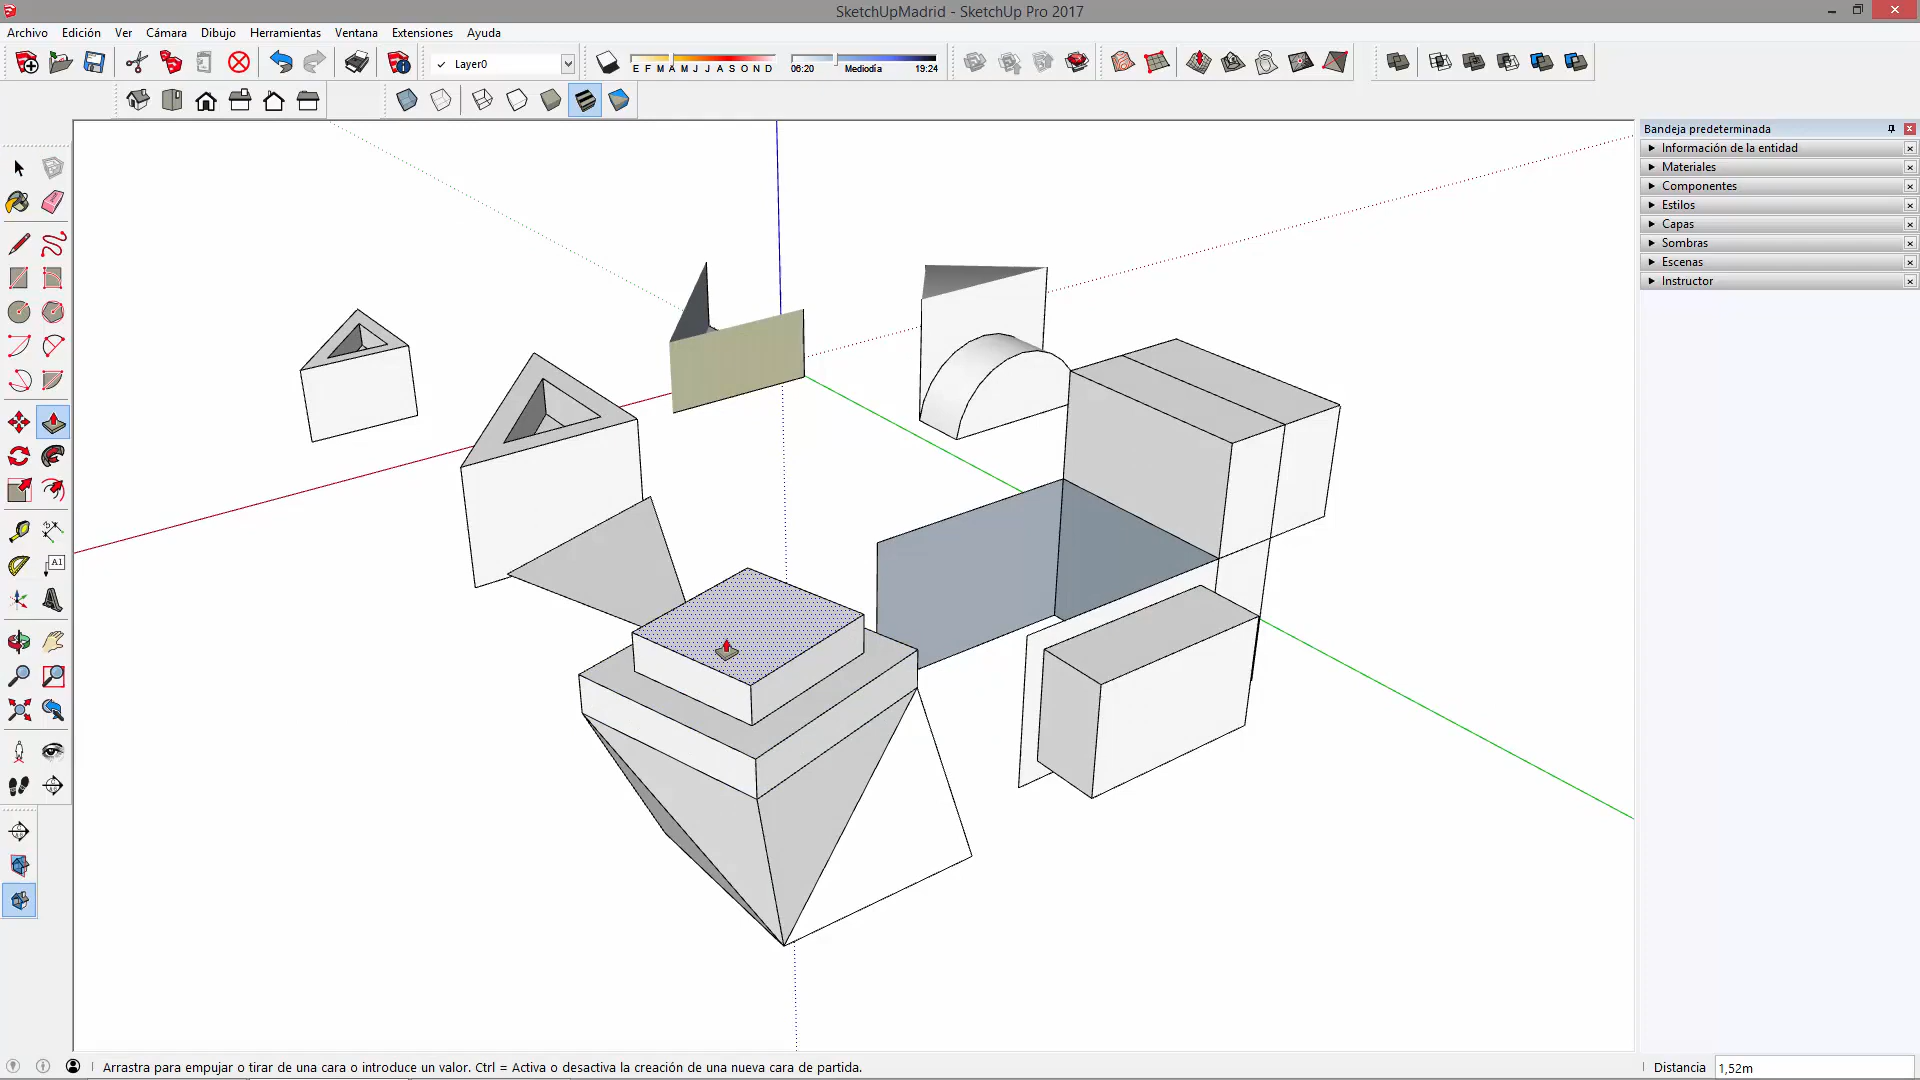 SketchUpMadrid - SketchUp Pro 2017
Archivo Edición Ver Cámara Dibujo Herramientas Ventana Extensiones Ayuda
Layer0
E F M A M J J A S O N D
06:20 Mediodía 19:24
Bandeja predeterminada
Información de la entidad
Materiales
Componentes
Estilos
Capas
Sombras
Escenas
Instructor
A1
Arrastra para empujar o tirar de una cara o introduce un valor. Ctrl = Activa o desactiva la creación de una nueva cara de partida.
Distancia 1,52m